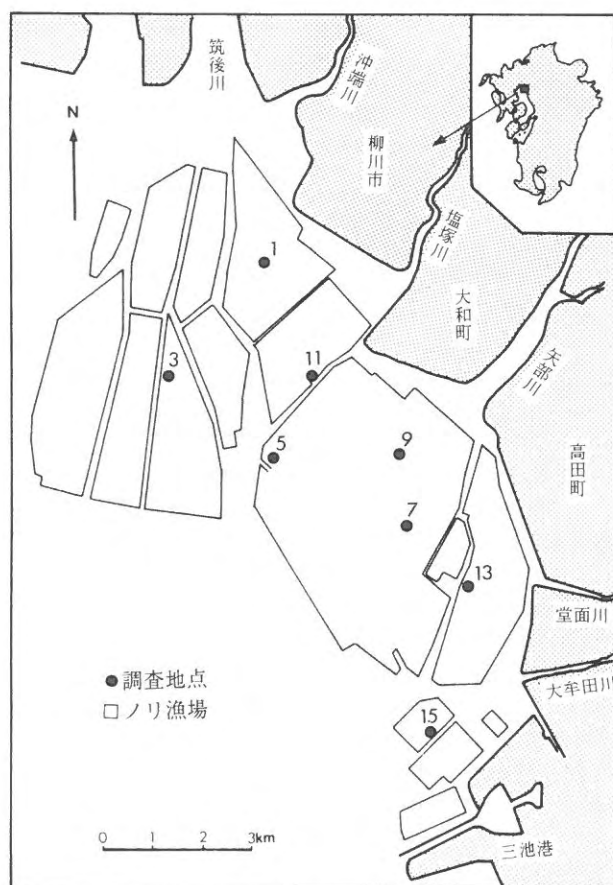 筑後川
沖端川
柳川市
N
塩塚川
大和町
1
3
11
矢部川
5
9
高田町
7
13
堂面川
●調査地点
大牟田川
□ノリ漁場
15
0 1 2 3km
三池港